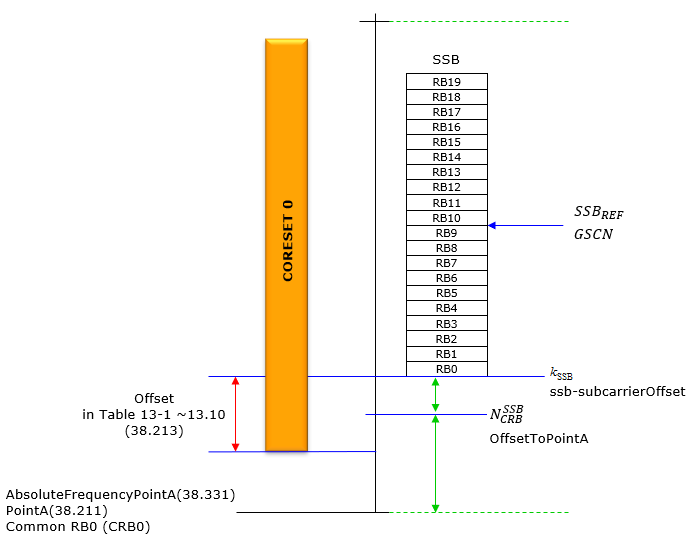 SSB
RB19
RB18
RB17
RB16
RB15
RB14
RB13
RB12
RB11
RB10
RB9
RB8
RB7
RB6
RB5
RB4
RB3
RB2
RB1
RB0
CORESET 0
SSB_REF
GSCN
k_SSB
ssb-subcarrierOffset
Offset
in Table 13-1 ~13.10
(38.213)
N_CRB^SSB
OffsetToPointA
AbsoluteFrequencyPointA(38.331)
PointA(38.211)
Common RB0 (CRB0)